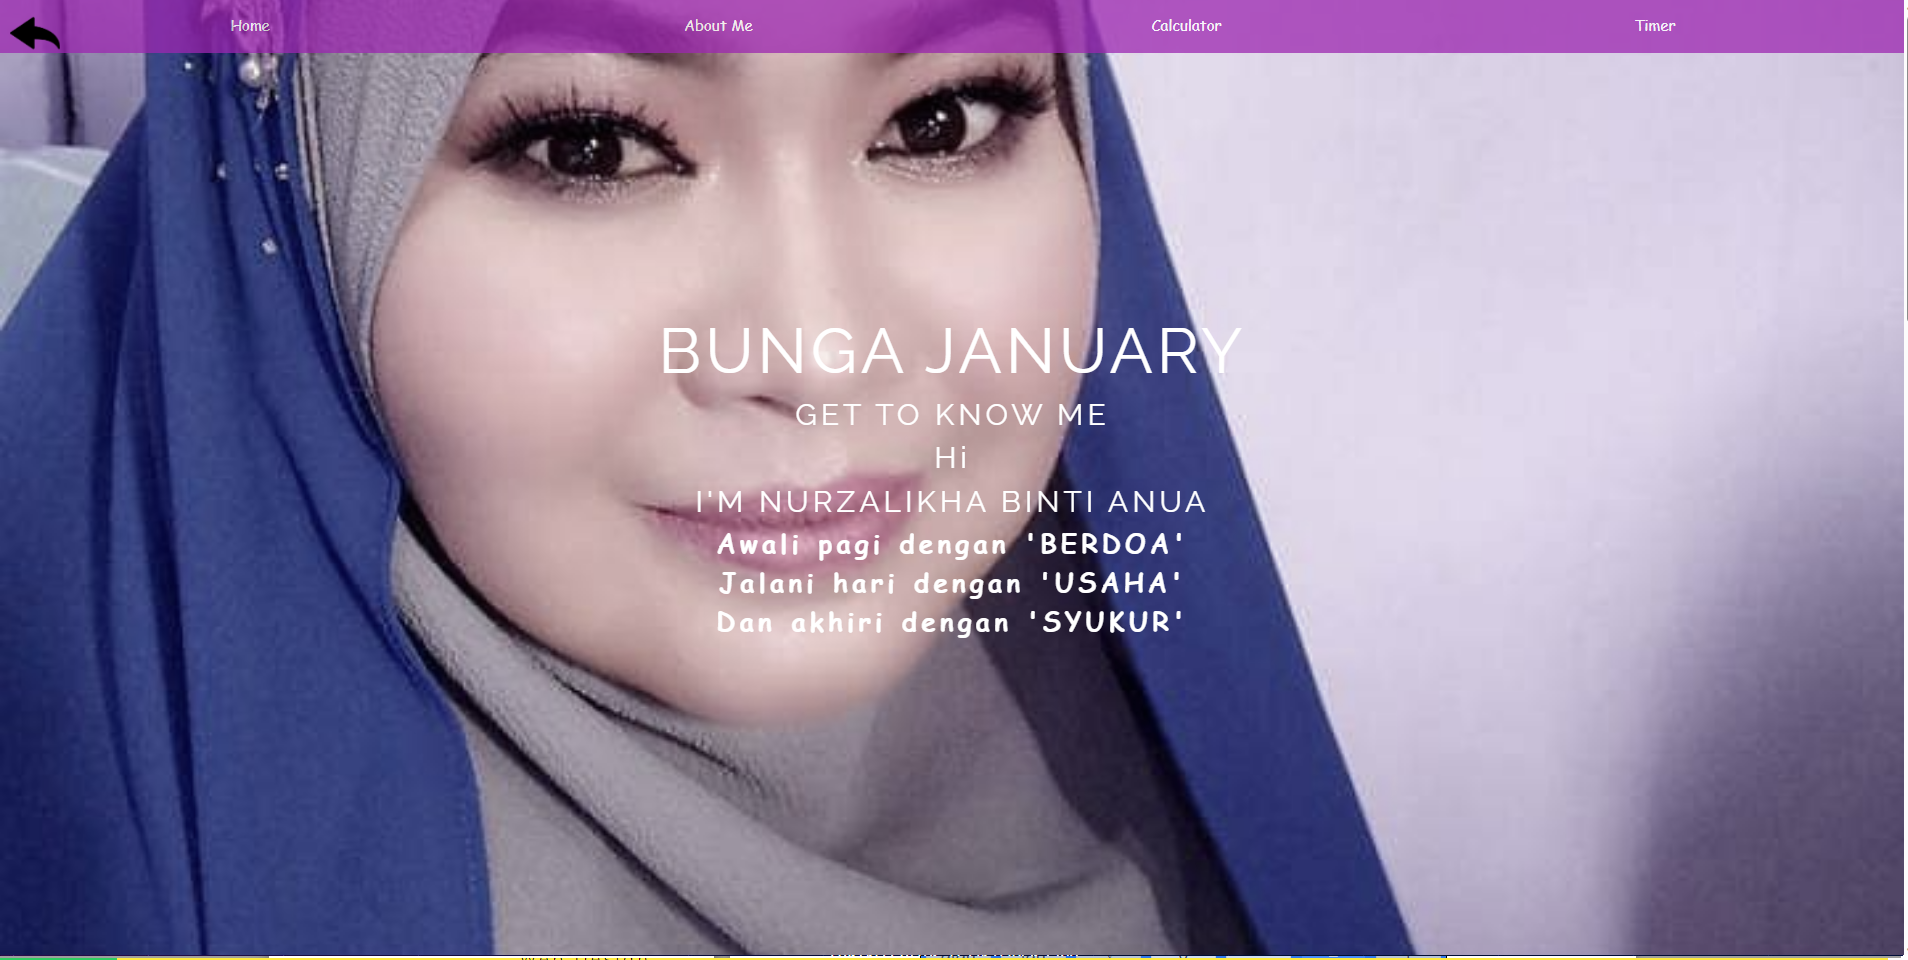 Home
About Me
Calculator
Timer
BUNGA JANUARY
GET TO KNOW ME
Hi
I'M NURZALIKHA BINTI ANUA
Awali pagi dengan 'BERDOA'
Jalani hari dengan 'USAHA'
Dan akhiri dengan 'SYUKUR'